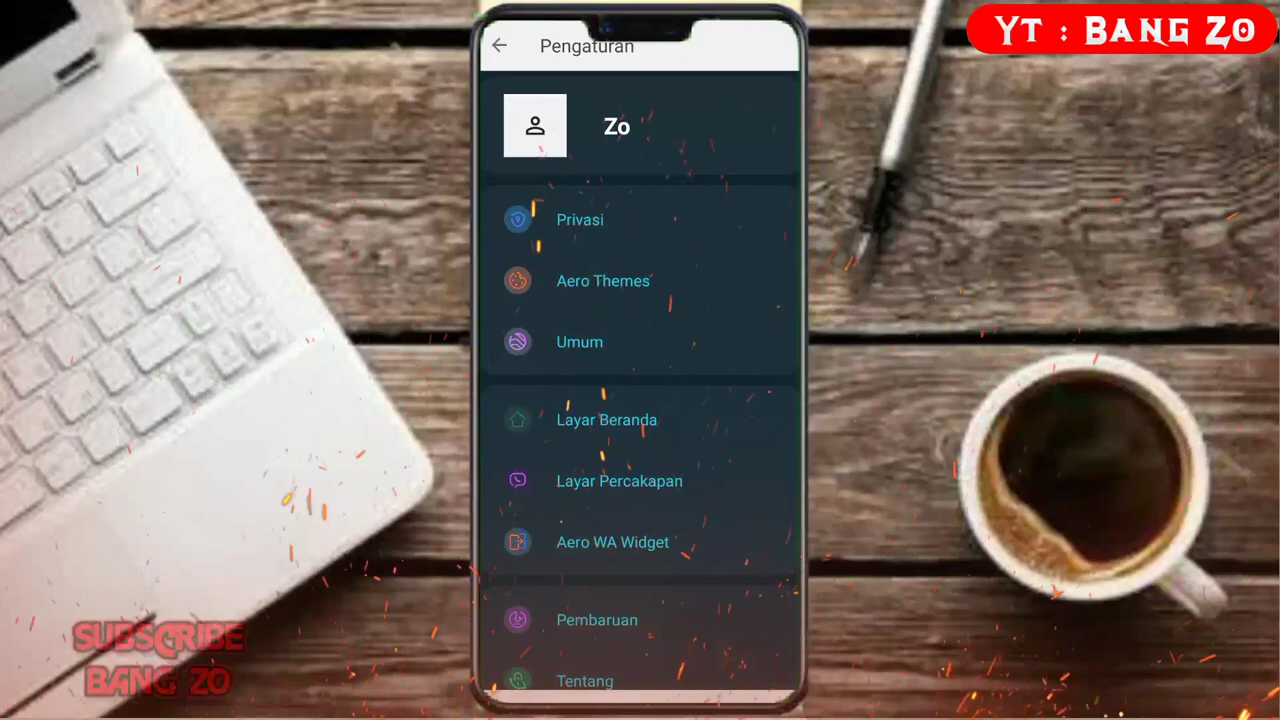 Yt : Bang Zo
Pengaturan
Zo
Privasi
Aero Themes
Umum
Layar Beranda
Layar Percakapan
Aero WA Widget
Pembaruan
Tentang
SUBSCRIBE
BANG ZO